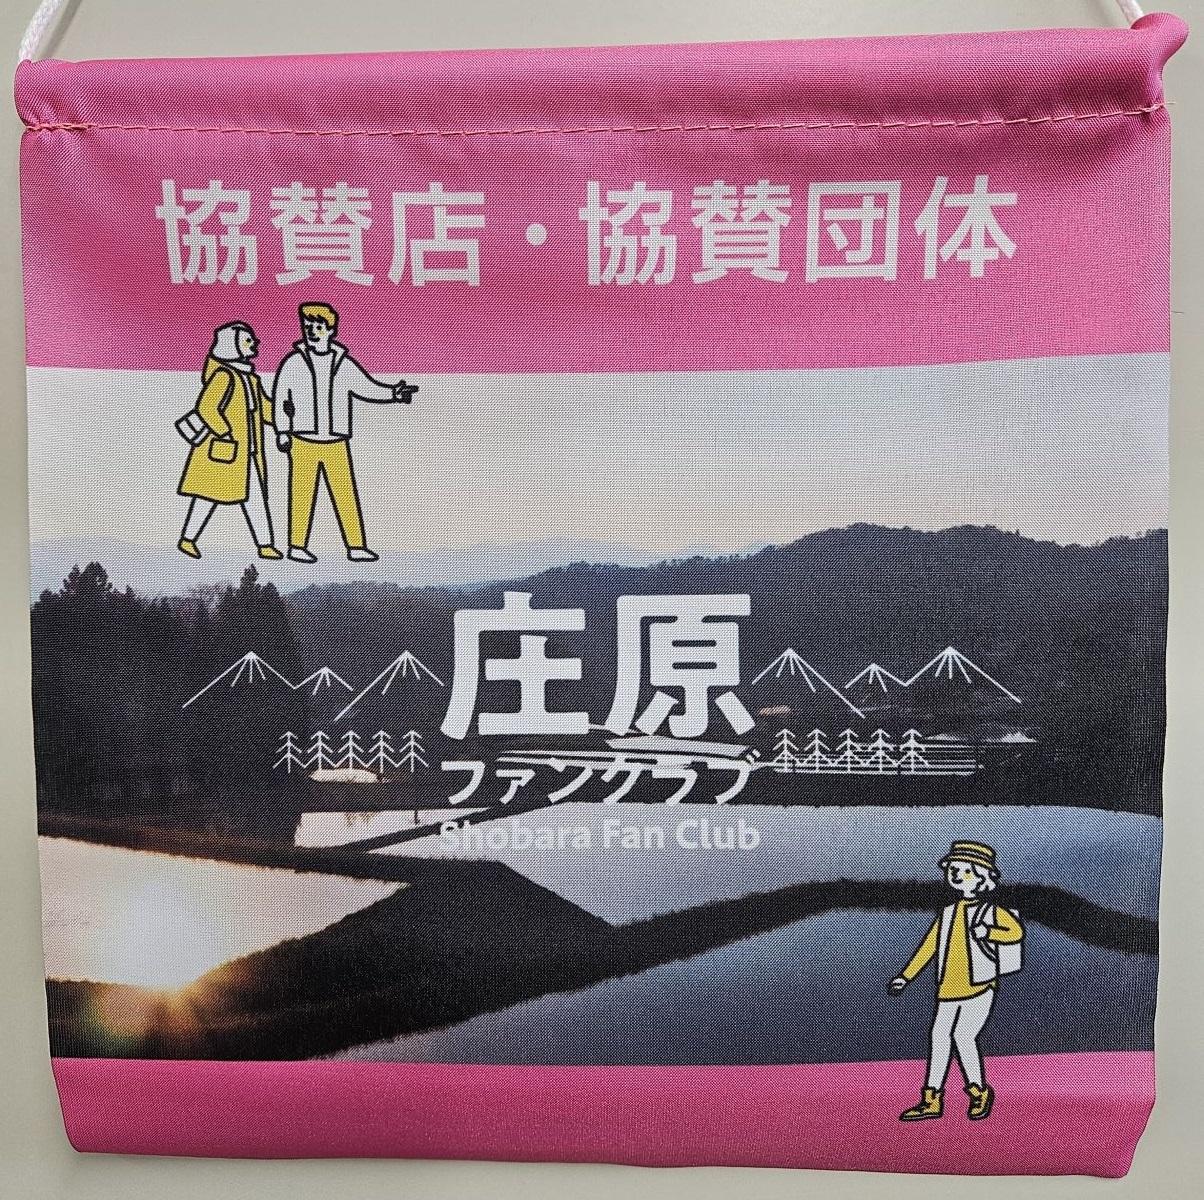 協賛店・協賛団体
庄原
ファンクラブ
Shobara Fan Club